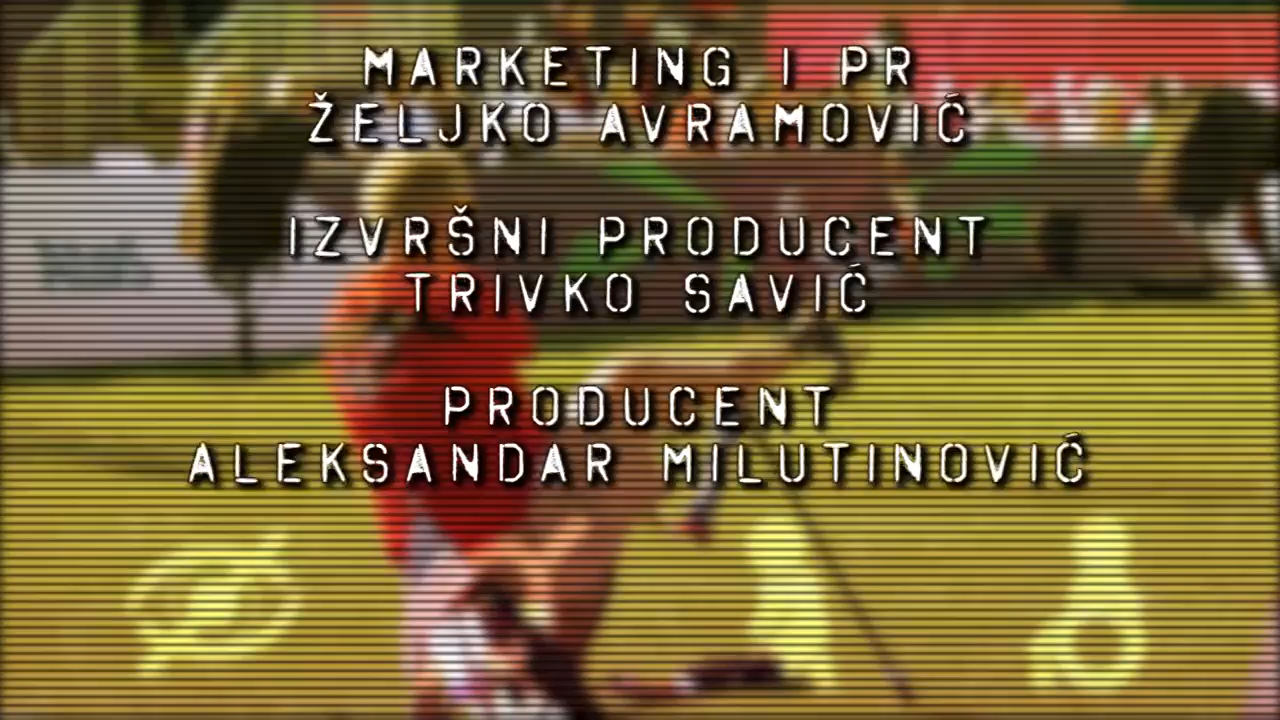 MARKETING I PR
ŽELJKO AVRAMOVIĆ
IZVRŠNI PRODUCENT
TRIVKO SAVIĆ
PRODUCENT
ALEKSANDAR MILUTINOVIĆ